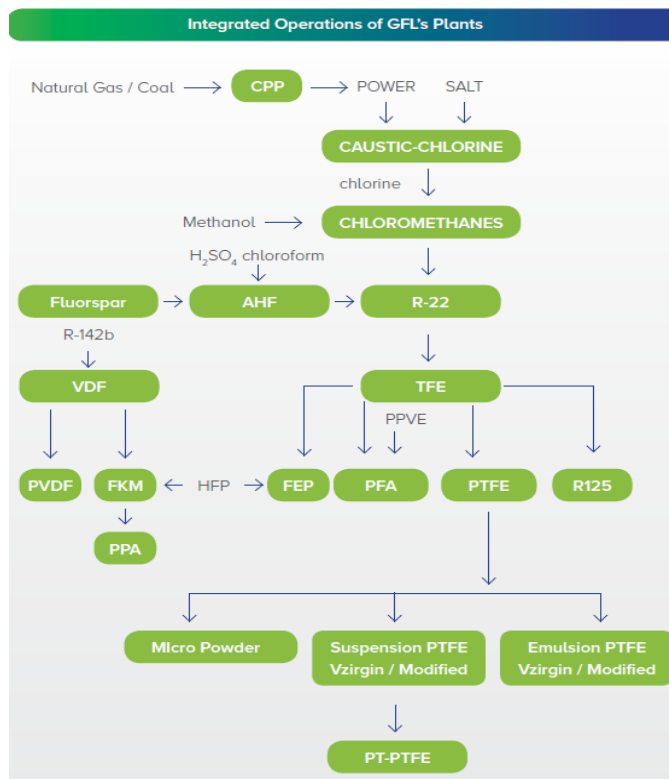 Integrated Operations of GFL's Plants
Natural Gas / Coal
CPP
POWER
SALT
CAUSTIC-CHLORINE
chlorine
Methanol
CHLOROMETHANES
H₂SO₄ chloroform
Fluorspar
AHF
R-22
R-142b
VDF
TFE
PPVE
PVDF
FKM
HFP
FEP
PFA
PTFE
R125
PPA
MIcro Powder
Suspension PTFE
Vzirgin / Modified
Emulsion PTFE
Vzirgin / Modified
PT-PTFE